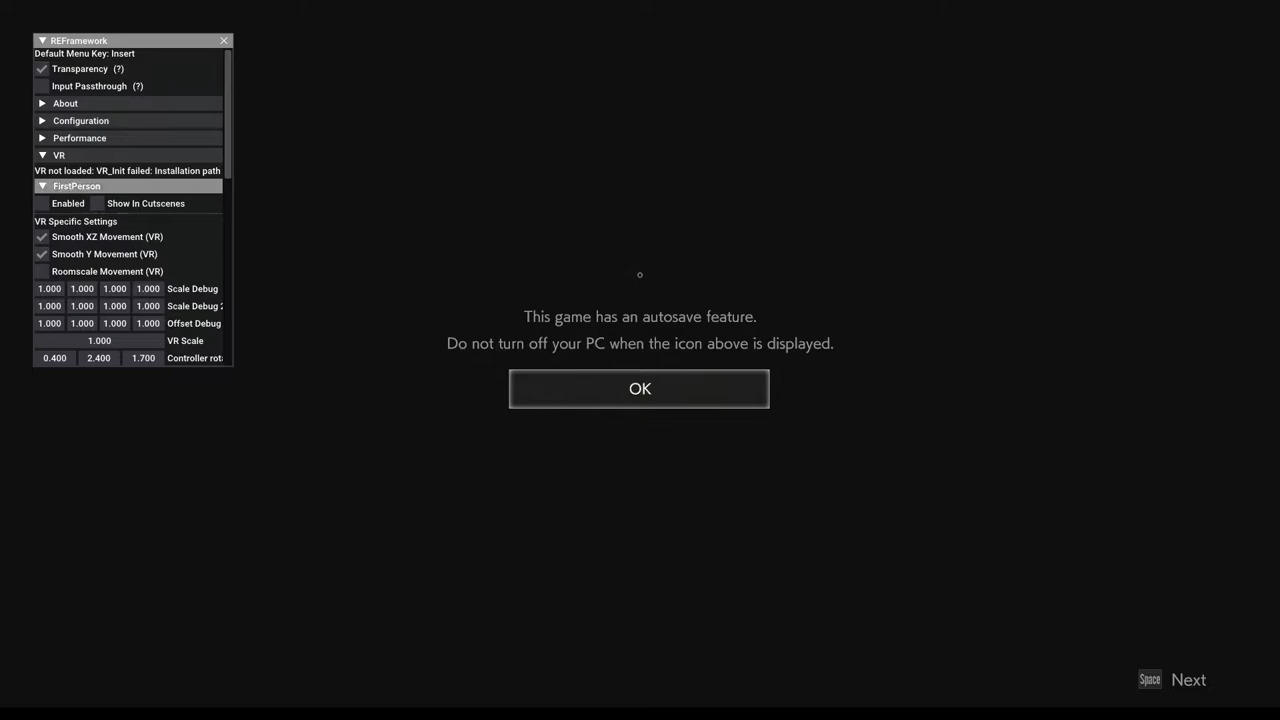 REFramework
Default Menu Key: Insert
Transparency (?)
Input Passthrough (?)
About
Configuration
Performance
VR
VR not loaded: VR_Init failed: Installation path
FirstPerson
Enabled Show In Cutscenes
VR Specific Settings
Smooth XZ Movement (VR)
Smooth Y Movement (VR)
Roomscale Movement (VR)
1.000 1.000 1.000 1.000 Scale Debug
1.000 1.000 1.000 1.000 Scale Debug 2
1.000 1.000 1.000 1.000 Offset Debug
1.000 VR Scale
0.400 2.400 1.700 Controller rot
This game has an autosave feature.
Do not turn off your PC when the icon above is displayed.
OK
Space Next